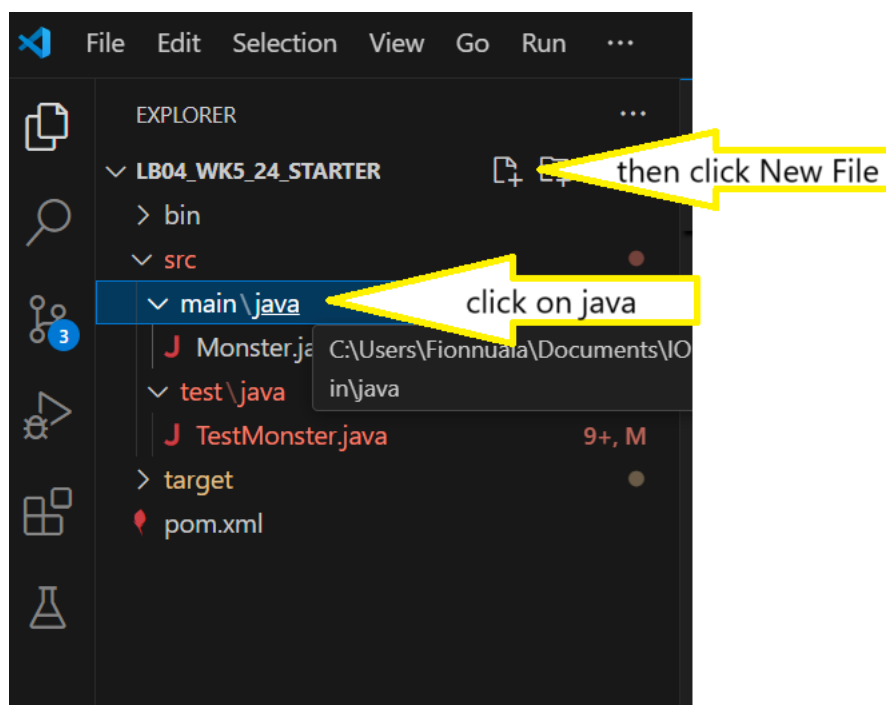 File Edit Selection View Go Run ...
EXPLORER ...
LB04_WK5_24_STARTER
then click New File
> bin
src
main\java
click on java
J Monster.ja
C:\Users\Fionnuala\Documents\IO
in\java
test\java
J TestMonster.java 9+, M
3
> target
pom.xml